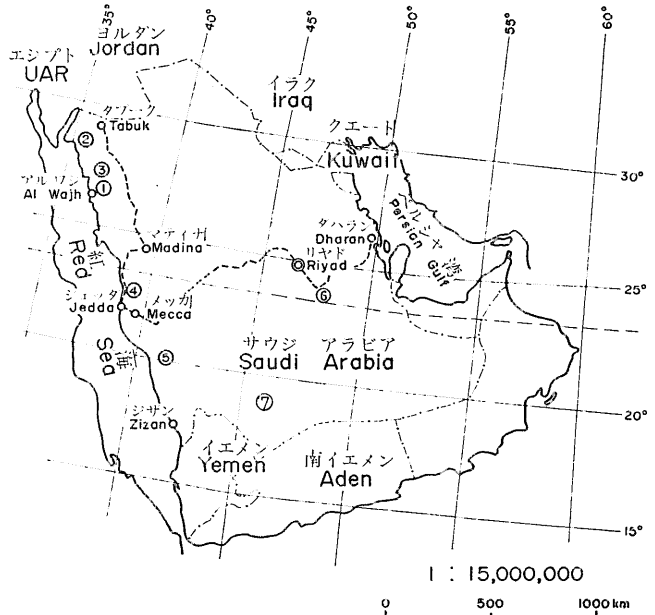 35°
40°
45°
50°
55°
60°
ヨルダン
Jordan
エジプト
UAR
イラク
Iraq
クエート
Kuwait
タブーク
Tabuk
②
③
①
アルワジ
Al Wajh
30°
ペルシャ湾
Persian Gulf
ダハラン
Dharan
マディナ
Madina
リヤド
Riyad
⑥
25°
紅海
Red Sea
④
ジェッダ
Jedda
メッカ
Mecca
⑤
サウジ アラビア
Saudi Arabia
⑦
20°
ジザン
Zizan
イエメン
Yemen
南イエメン
Aden
15°
1 : 15,000,000
0 500 1000 km